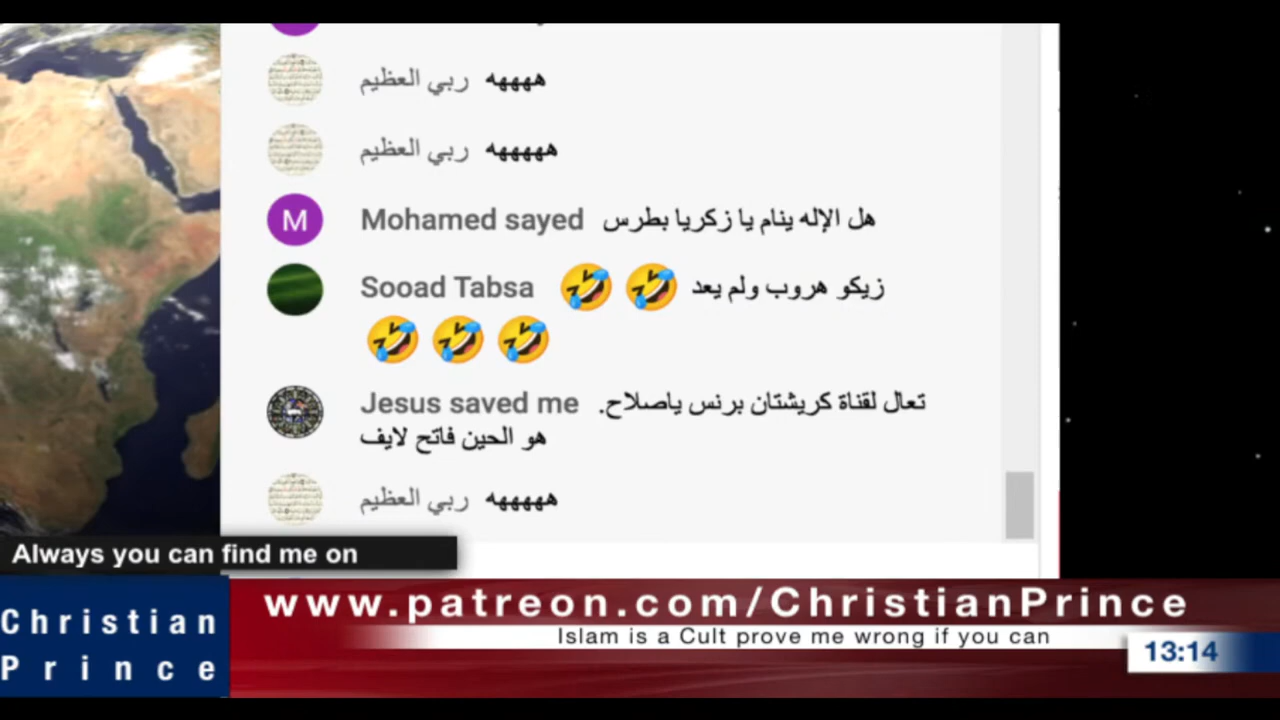 ربي العظيم ههههه
ربي العظيم هههههه
M Mohamed sayed هل الإله ينام يا زكريا بطرس
Sooad Tabsa زيكو هروب ولم يعد 🤣 🤣
🤣 🤣 🤣
Jesus saved me تعال لقناة كريشتان برنس ياصلاح.
هو الحين فاتح لايف
ربي العظيم هههههه
Always you can find me on
Christian
Prince
www.patreon.com/ChristianPrince
Islam is a Cult prove me wrong if you can
13:14